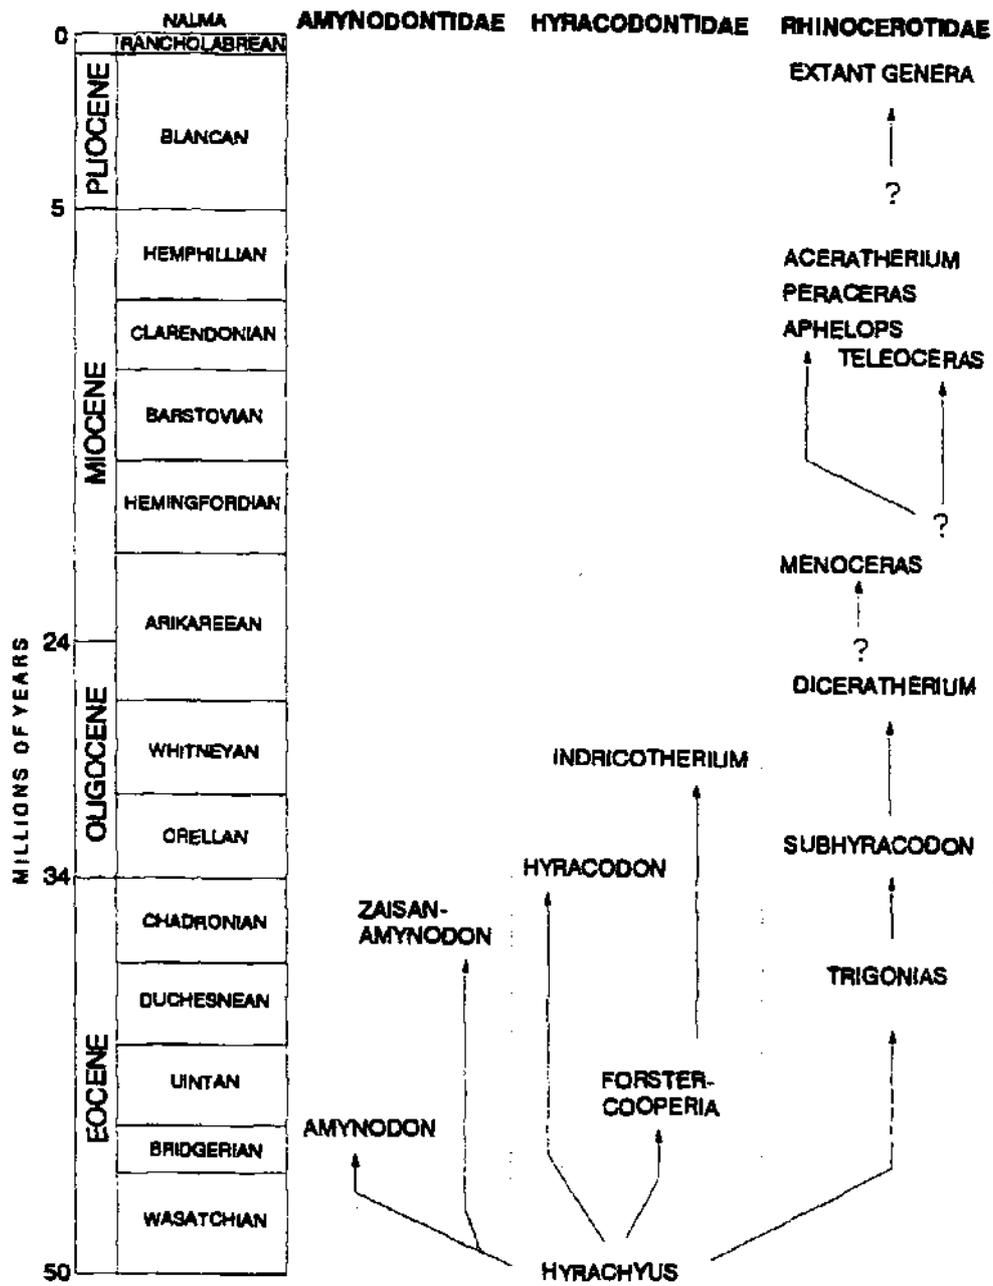 NALMA
AMYNODONTIDAE
HYRACODONTIDAE
RHINOCEROTIDAE
0
RANCHOLABREAN
EXTANT GENERA
PLIOCENE
BLANCAN
?
5
HEMPHILLIAN
ACERATHERIUM
PERACERAS
APHELOPS
CLARENDONIAN
TELEOCERAS
MIOCENE
BARSTOVIAN
HEMINGFORDIAN
?
MENOCERAS
ARIKAREEAN
24
?
DICERATHERIUM
MILLIONS OF YEARS
OLIGOCENE
WHITNEYAN
INDRICOTHERIUM
ORELLAN
SUBHYRACODON
34
HYRACODON
CHADRONIAN
ZAISAN-
AMYNODON
TRIGONIAS
DUCHESNEAN
EOCENE
UINTAN
FORSTER-
COOPERIA
AMYNODON
BRIDGERIAN
WASATCHIAN
50
HYRACHYUS